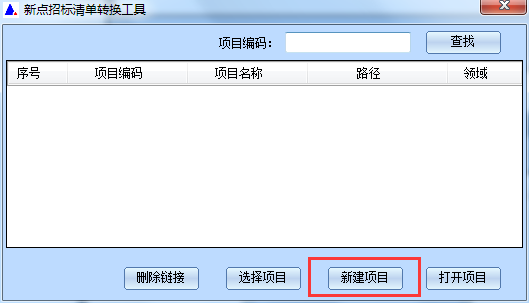 新点招标清单转换工具
项目编码： 查找
序号 项目编码 项目名称 路径 领域
删除链接 选择项目 新建项目 打开项目